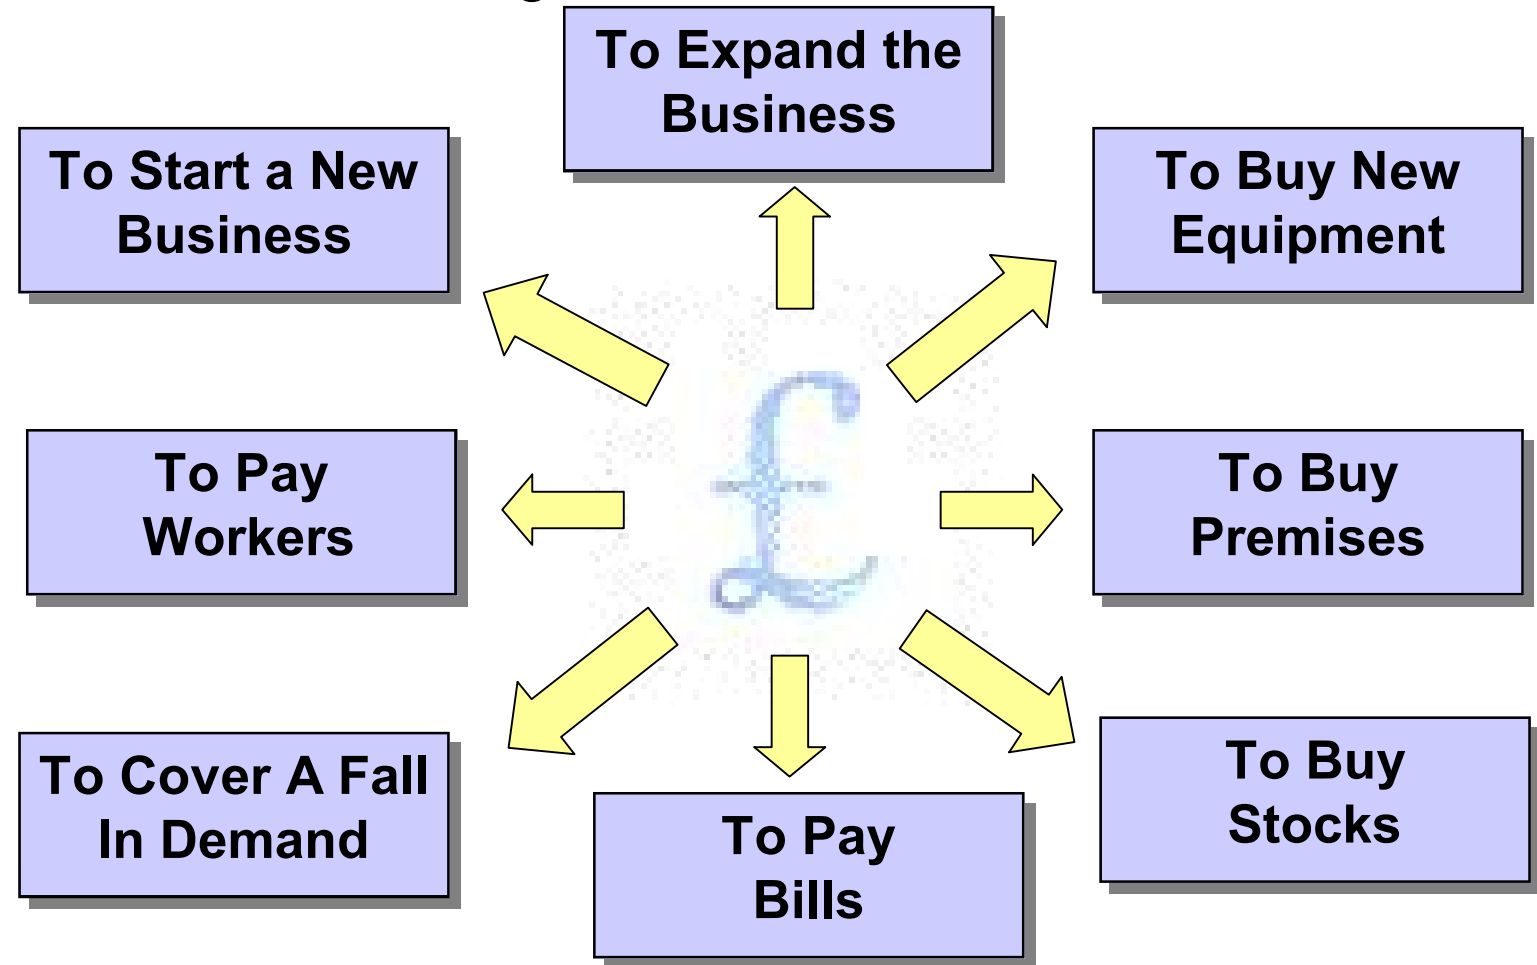 To Expand the
Business
To Start a New
Business
To Buy New
Equipment
To Pay
Workers
£
To Buy
Premises
To Cover A Fall
In Demand
To Pay
Bills
To Buy
Stocks